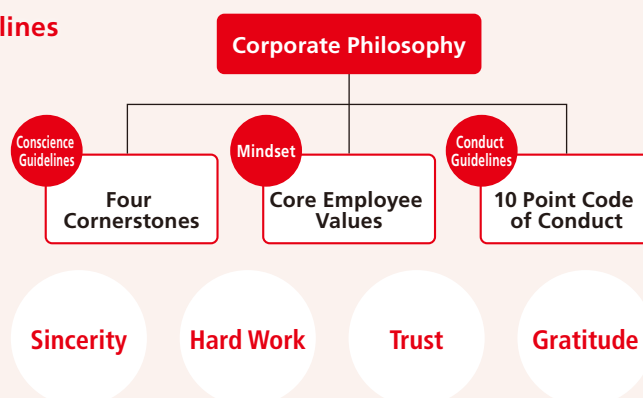 lines
Corporate Philosophy
Conscience
Guidelines
Four
Cornerstones
Mindset
Core Employee
Values
Conduct
Guidelines
10 Point Code
of Conduct
Sincerity
Hard Work
Trust
Gratitude